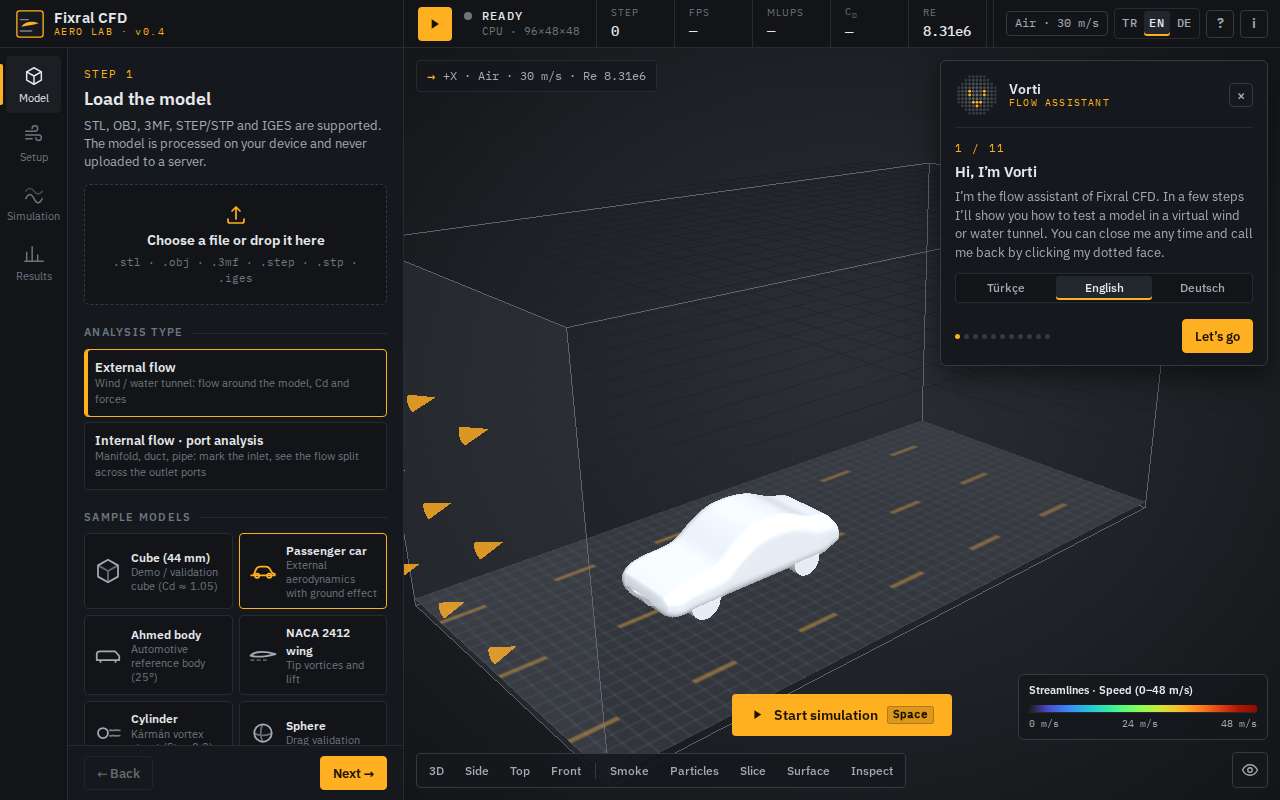 Fixral CFD
AERO LAB · v0.4
READY
CPU · 96×48×48
STEP
0
FPS
—
MLUPS
—
CD
—
RE
8.31e6
Air · 30 m/s
TR
EN
DE
?
i
Model
Setup
Simulation
Results
STEP 1
Load the model
STL, OBJ, 3MF, STEP/STP and IGES are supported.
The model is processed on your device and never
uploaded to a server.
Choose a file or drop it here
.stl · .obj · .3mf · .step · .stp ·
.iges
ANALYSIS TYPE
External flow
Wind / water tunnel: flow around the model, Cd and
forces
Internal flow · port analysis
Manifold, duct, pipe: mark the inlet, see the flow split
across the outlet ports
SAMPLE MODELS
Cube (44 mm)
Demo / validation
cube (Cd ≈ 1.05)
Passenger car
External
aerodynamics
with ground effect
Ahmed body
Automotive
reference body
(25°)
NACA 2412
wing
Tip vortices and
lift
Cylinder
Kármán vortex
Sphere
Drag validation
← Back
Next →
→ +X · Air · 30 m/s · Re 8.31e6
Vorti
FLOW ASSISTANT
×
1 / 11
Hi, I’m Vorti
I’m the flow assistant of Fixral CFD. In a few steps
I’ll show you how to test a model in a virtual wind
or water tunnel. You can close me any time and call
me back by clicking my dotted face.
Türkçe
English
Deutsch
Let’s go
Start simulation
Space
Streamlines · Speed (0–48 m/s)
0 m/s
24 m/s
48 m/s
3D
Side
Top
Front
Smoke
Particles
Slice
Surface
Inspect